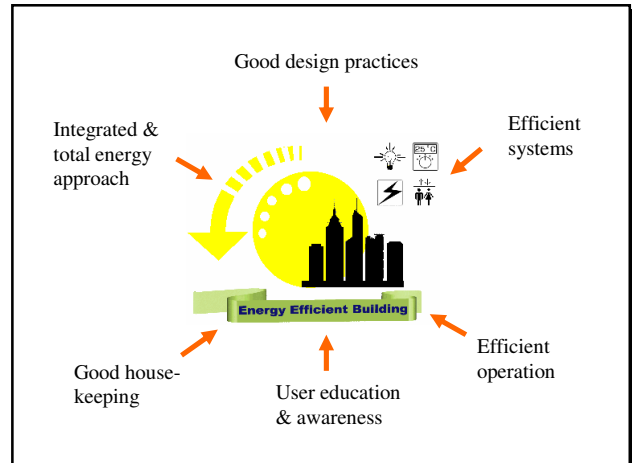 Good design practices
Integrated &
total energy
approach
Efficient
systems
25°C
Energy Efficient Building
Good house-
keeping
User education
& awareness
Efficient
operation